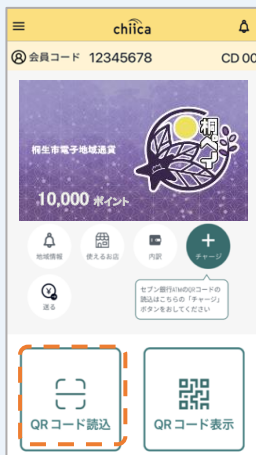 chiica
会員コード 12345678 CD 00
桐生市電子地域通貨
桐ペイ
10,000 ポイント
地域情報 使えるお店 内訳 チャージ
送る
セブン銀行ATMのQRコードの
読込はこちらの「チャージ」
ボタンをおしてください
QRコード読込 QRコード表示